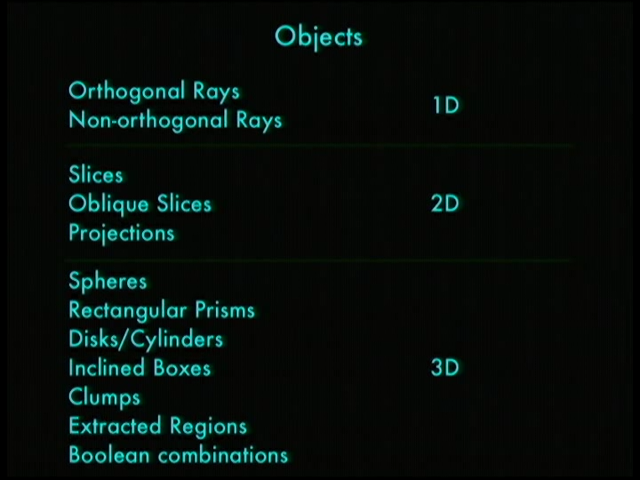 Objects
Orthogonal Rays
Non-orthogonal Rays
1D
Slices
Oblique Slices
Projections
2D
Spheres
Rectangular Prisms
Disks/Cylinders
Inclined Boxes
Clumps
Extracted Regions
Boolean combinations
3D